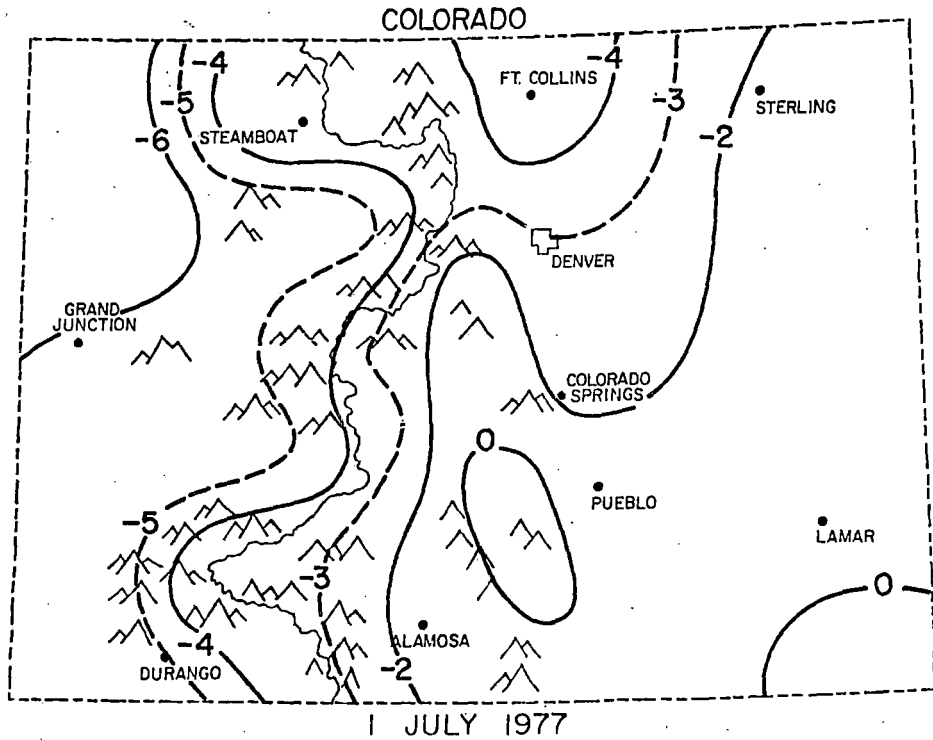 COLORADO
-4
-4
FT. COLLINS
-5
-3
STERLING
STEAMBOAT
-6
-2
DENVER
GRAND
JUNCTION
COLORADO
SPRINGS
0
PUEBLO
-5
LAMAR
-3
0
ALAMOSA
-4
DURANGO
-2
1 JULY 1977